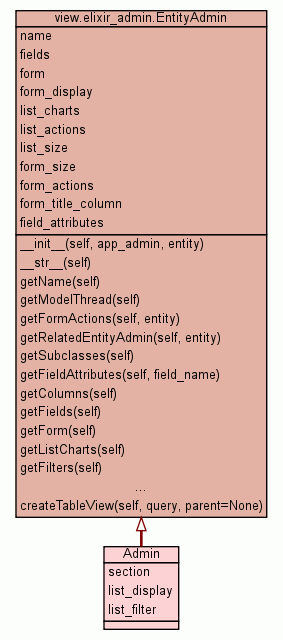 view.elixir_admin.EntityAdmin
name
fields
form
form_display
list_charts
list_actions
list_size
form_size
form_actions
form_title_column
field_attributes
__init__(self, app_admin, entity)
__str__(self)
getName(self)
getModelThread(self)
getFormActions(self, entity)
getRelatedEntityAdmin(self, entity)
getSubclasses(self)
getFieldAttributes(self, field_name)
getColumns(self)
getFields(self)
getForm(self)
getListCharts(self)
getFilters(self)
...
createTableView(self, query, parent=None)
Admin
section
list_display
list_filter